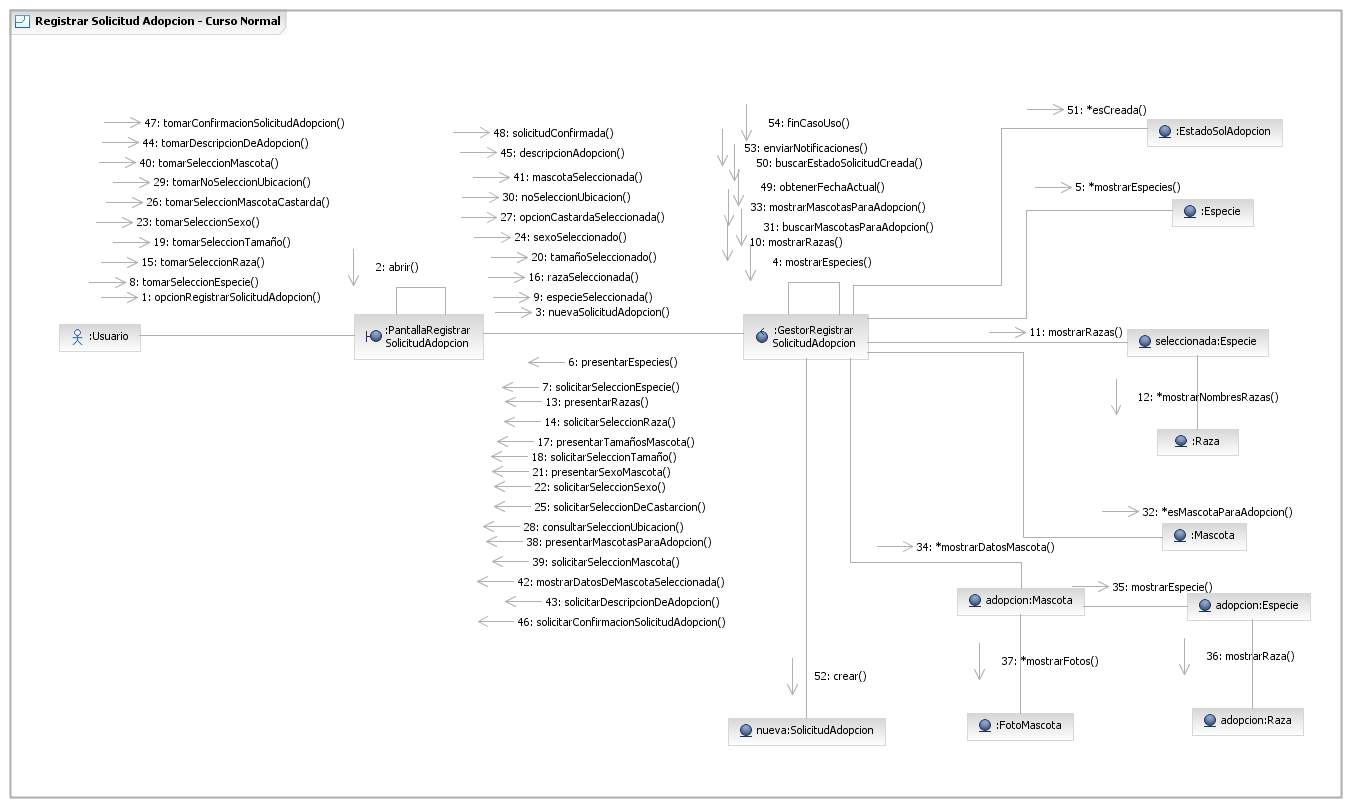 Registrar Solicitud Adopcion - Curso Normal
47: tomarConfirmacionSolicitudAdopcion()
44: tomarDescripcionDeAdopcion()
40: tomarSeleccionMascota()
29: tomarNoSeleccionUbicacion()
26: tomarSeleccionMascotaCastarda()
23: tomarSeleccionSexo()
19: tomarSeleccionTamaño()
15: tomarSeleccionRaza()
8: tomarSeleccionEspecie()
1: opcionRegistrarSolicitudAdopcion()
2: abrir()
48: solicitudConfirmada()
45: descripcionAdopcion()
41: mascotaSeleccionada()
30: noSeleccionUbicacion()
27: opcionCastardaSeleccionada()
24: sexoSeleccionado()
20: tamañoSeleccionado()
16: razaSeleccionada()
9: especieSeleccionada()
3: nuevaSolicitudAdopcion()
54: finCasoUso()
53: enviarNotificaciones()
50: buscarEstadoSolicitudCreada()
49: obtenerFechaActual()
33: mostrarMascotasParaAdopcion()
31: buscarMascotasParaAdopcion()
10: mostrarRazas()
4: mostrarEspecies()
51: *esCreada()
:EstadoSolAdopcion
5: *mostrarEspecies()
:Especie
:Usuario
:PantallaRegistrar
SolicitudAdopcion
:GestorRegistrar
SolicitudAdopcion
11: mostrarRazas()
seleccionada:Especie
12: *mostrarNombresRazas()
:Raza
6: presentarEspecies()
7: solicitarSeleccionEspecie()
13: presentarRazas()
14: solicitarSeleccionRaza()
17: presentarTamañosMascota()
18: solicitarSeleccionTamaño()
21: presentarSexoMascota()
22: solicitarSeleccionSexo()
25: solicitarSeleccionDeCastarcion()
28: consultarSeleccionUbicacion()
38: presentarMascotasParaAdopcion()
39: solicitarSeleccionMascota()
42: mostrarDatosDeMascotaSeleccionada()
43: solicitarDescripcionDeAdopcion()
46: solicitarConfirmacionSolicitudAdopcion()
32: *esMascotaParaAdopcion()
:Mascota
34: *mostrarDatosMascota()
adopcion:Mascota
35: mostrarEspecie()
adopcion:Especie
37: *mostrarFotos()
36: mostrarRaza()
52: crear()
nueva:SolicitudAdopcion
:FotoMascota
adopcion:Raza